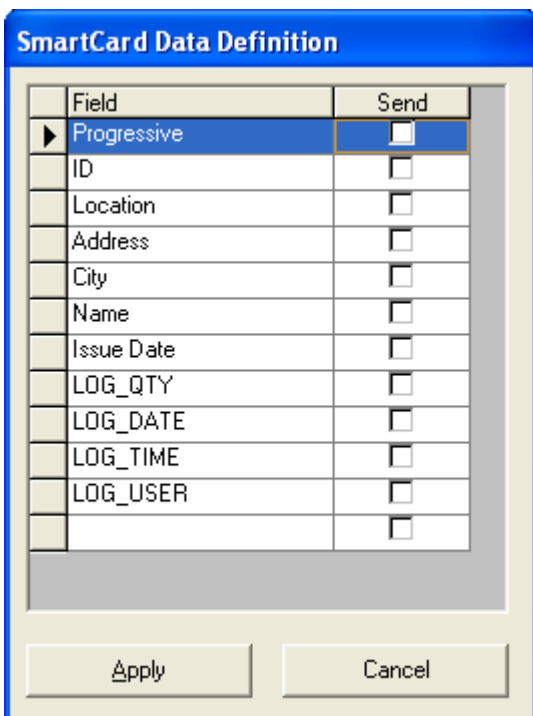 SmartCard Data Definition
Field Send
Progressive
ID
Location
Address
City
Name
Issue Date
LOG_QTY
LOG_DATE
LOG_TIME
LOG_USER
Apply Cancel